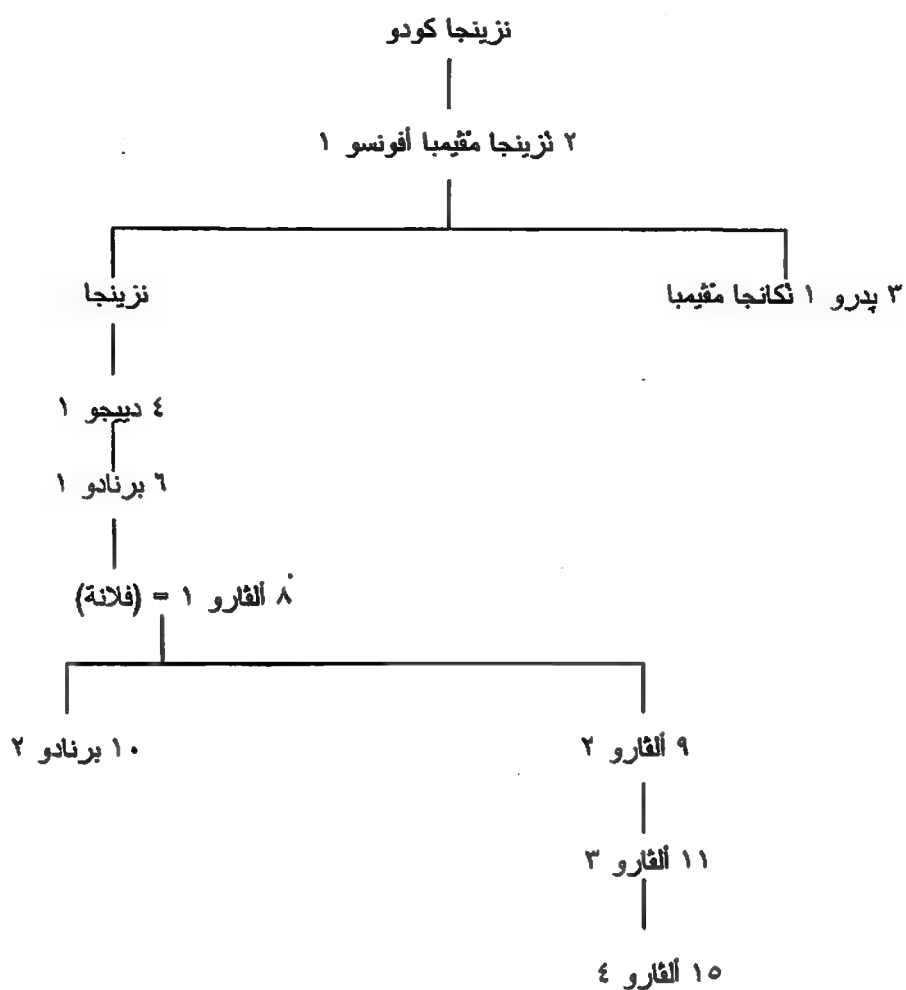 نزينجا كودو
٢ نزينجا مڤيمبا أفونسو ١
٣ پدرو ١ نكانجا مڤيمبا
نزينجا
٤ دييجو ١
٦ برنادو ١
٨ ألڤارو ١ = (فلانة)
٩ ألڤارو ٢
١٠ برنادو ٢
١١ ألڤارو ٣
١٥ ألڤارو ٤